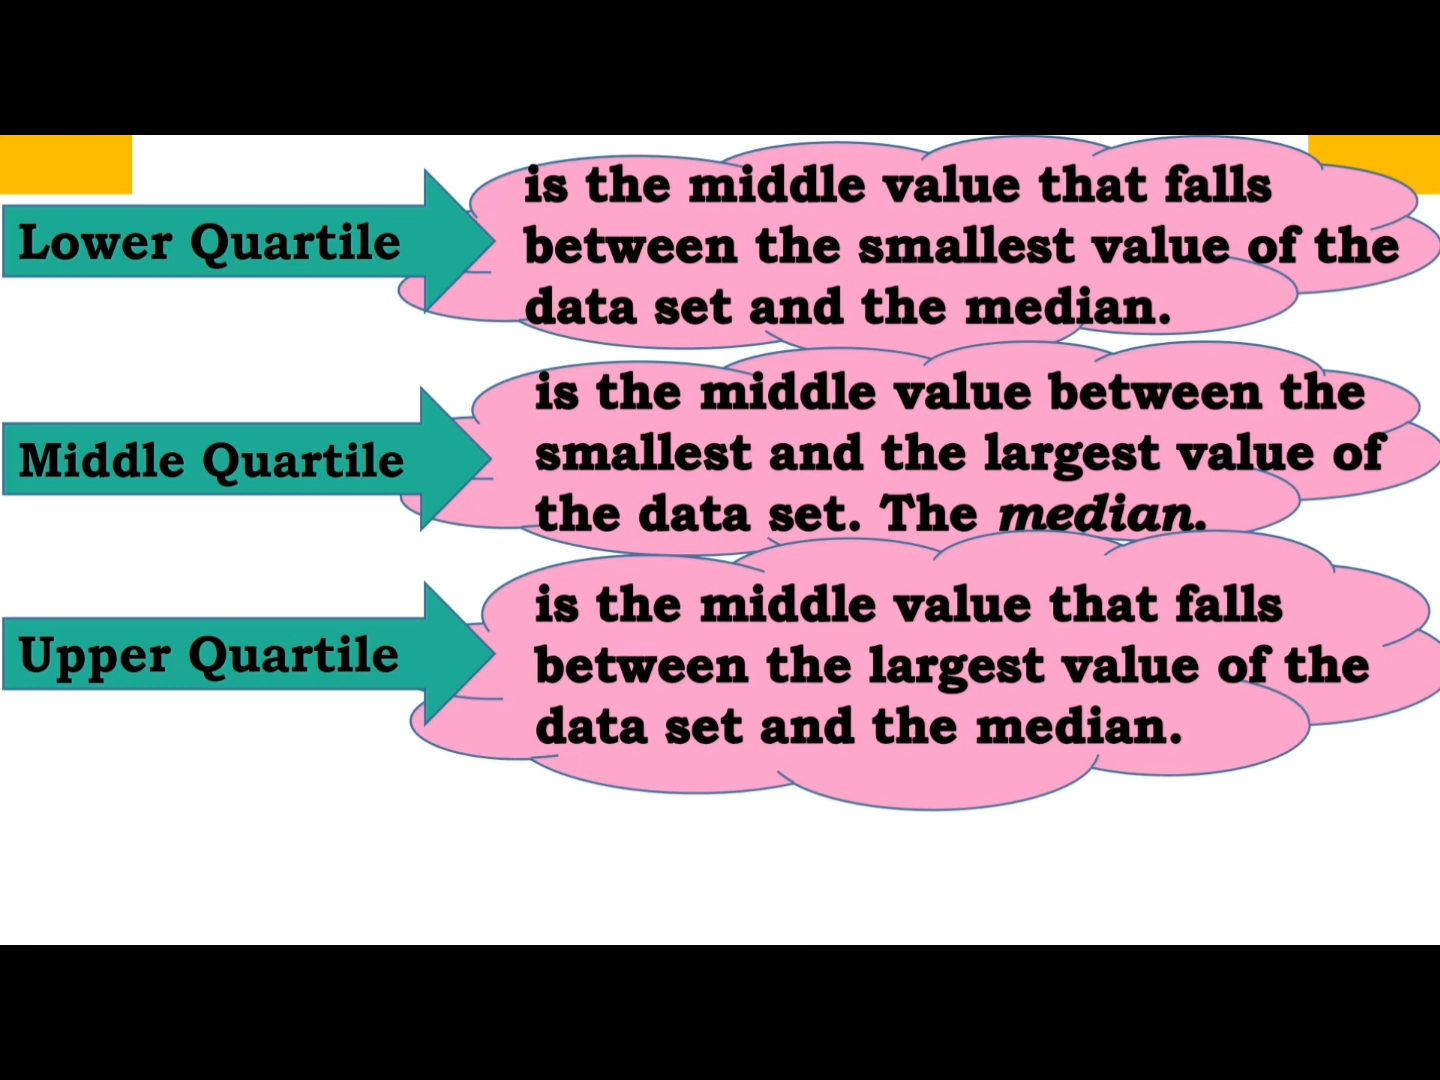 Lower Quartile
is the middle value that falls
between the smallest value of the
data set and the median.
Middle Quartile
is the middle value between the
smallest and the largest value of
the data set. The median.
Upper Quartile
is the middle value that falls
between the largest value of the
data set and the median.